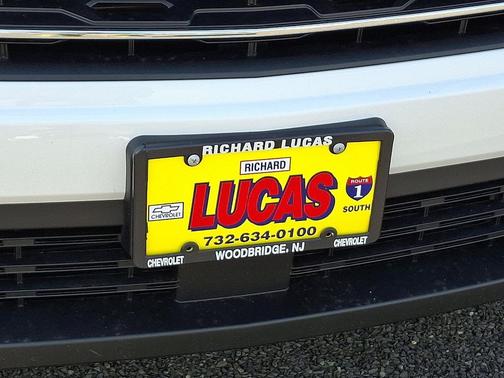 RICHARD LUCAS
RICHARD
LUCAS
CHEVROLET
ROUTE
1
SOUTH
732-634-0100
CHEVROLET WOODBRIDGE, NJ CHEVROLET